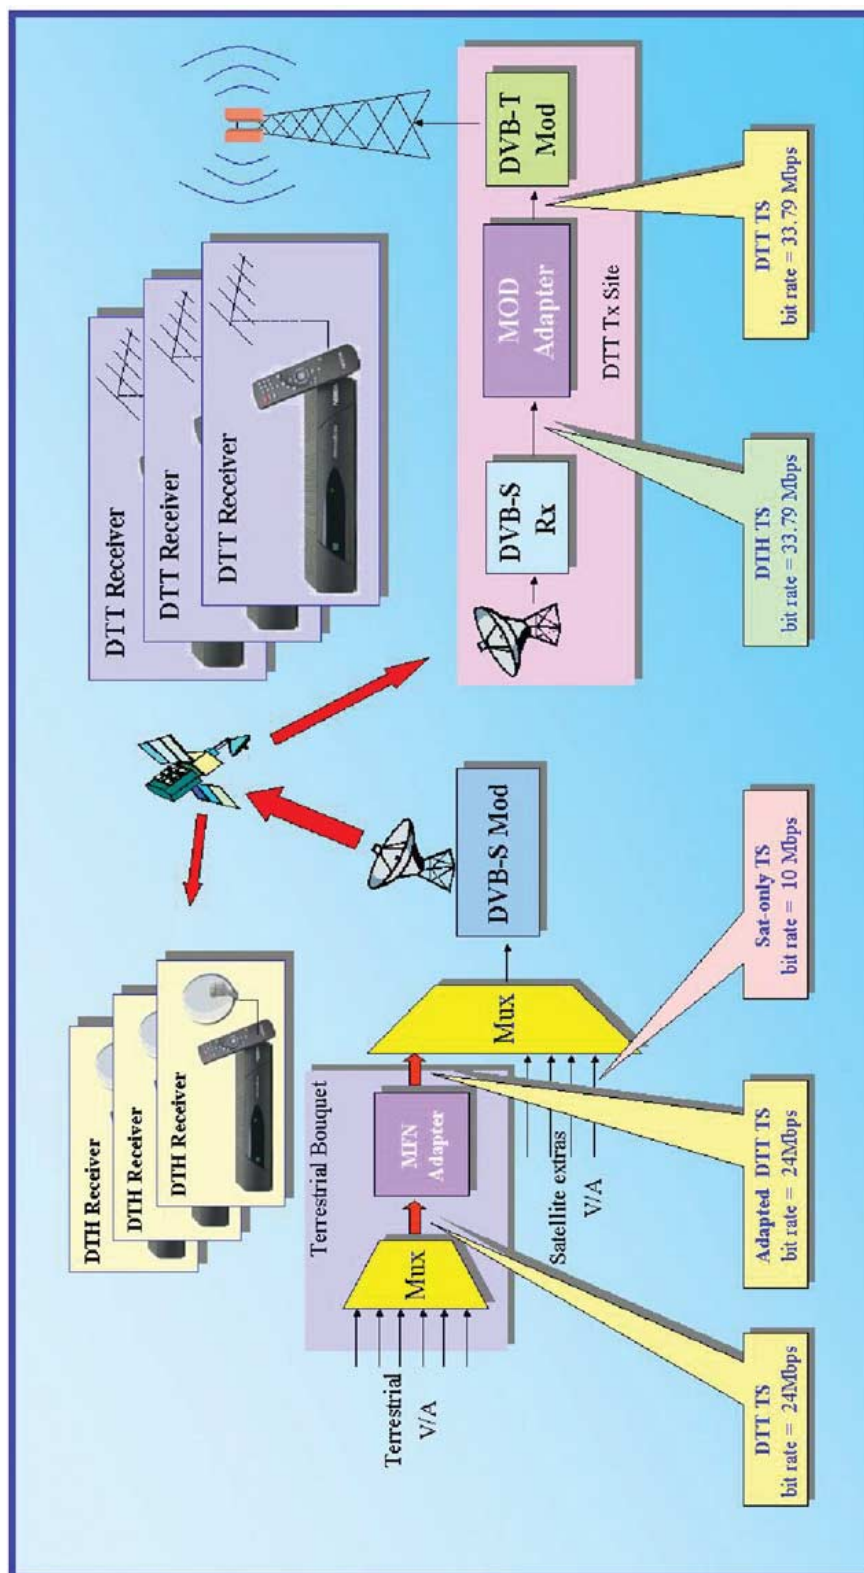 DTH Receiver
DTH Receiver
DTH Receiver
DTT Receiver
DTT Receiver
DTT Receiver
Terrestrial Bouquet
Terrestrial
V/A
Mux
MFN
Adapter
Satellite extras
V/A
Mux
DVB-S Mod
DVB-S
Rx
MOD
Adapter
DVB-T
Mod
DTT Tx Site
DTT TS
bit rate = 24Mbps
Adapted DTT TS
bit rate = 24Mbps
Sat-only TS
bit rate = 10 Mbps
DTH TS
bit rate = 33.79 Mbps
DTT TS
bit rate = 33.79 Mbps